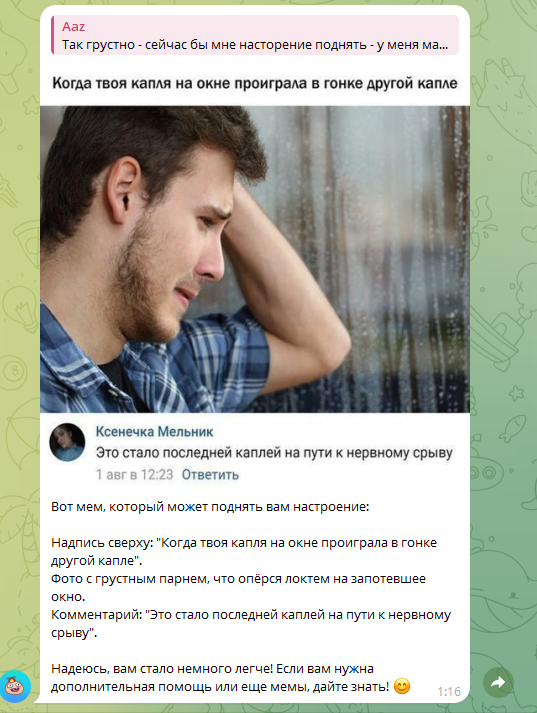 Aaz
Так грустно - сейчас бы мне насторение поднять - у меня ма...
Когда твоя капля на окне проиграла в гонке другой капле
Ксенечка Мельник
Это стало последней каплей на пути к нервному срыву
1 авг в 12:23 Ответить
Вот мем, который может поднять вам настроение:
Надпись сверху: "Когда твоя капля на окне проиграла в гонке
другой капле".
Фото с грустным парнем, что опёрся локтем на запотевшее
окно.
Комментарий: "Это стало последней каплей на пути к нервному
срыву".
Надеюсь, вам стало немного легче! Если вам нужна
дополнительная помощь или еще мемы, дайте знать! 😊
1:16